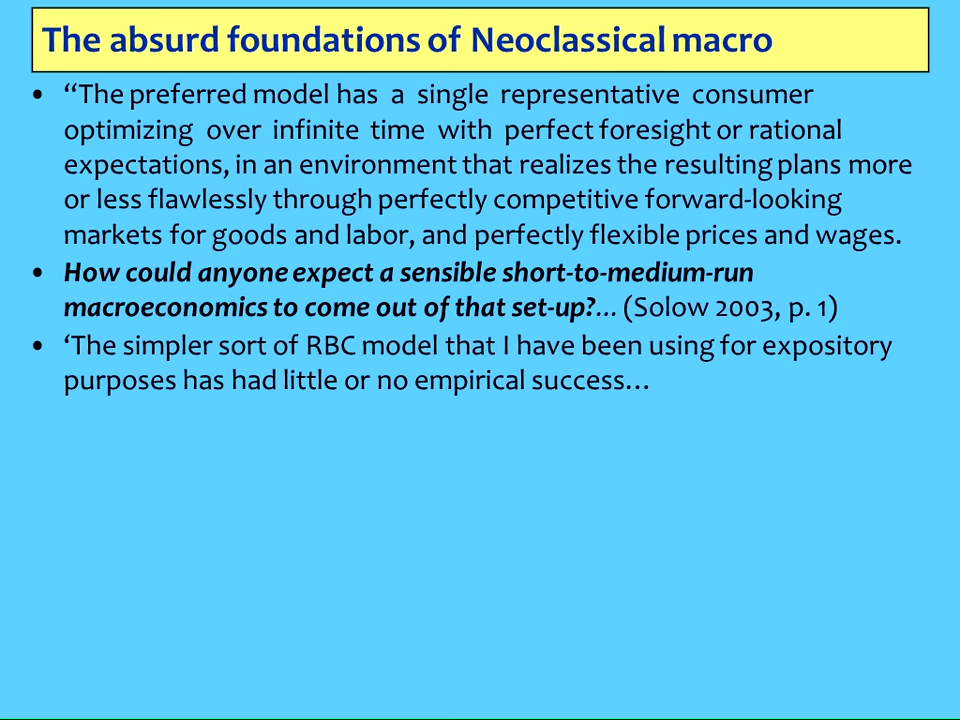 The absurd foundations of Neoclassical macro
• “The preferred model has a single representative consumer
optimizing over infinite time with perfect foresight or rational
expectations, in an environment that realizes the resulting plans more
or less flawlessly through perfectly competitive forward-looking
markets for goods and labor, and perfectly flexible prices and wages.
• How could anyone expect a sensible short-to-medium-run
macroeconomics to come out of that set-up?... (Solow 2003, p. 1)
• ‘The simpler sort of RBC model that I have been using for expository
purposes has had little or no empirical success…